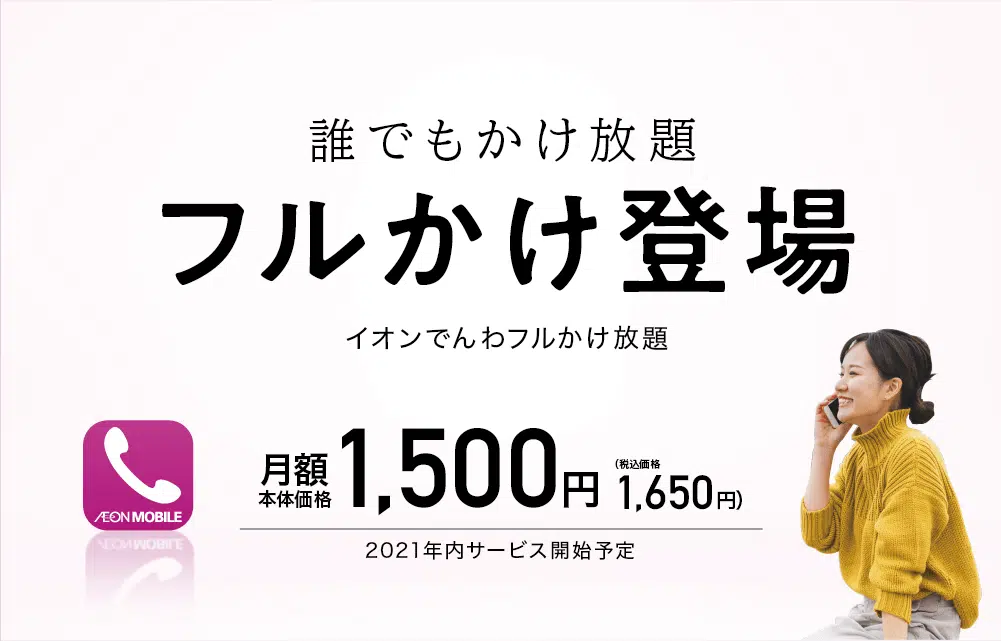 誰でもかけ放題
フルかけ登場
イオンでんわフルかけ放題
月額
本体価格
1,500円
(税込価格
1,650円)
ÆON MOBILE
2021年内サービス開始予定